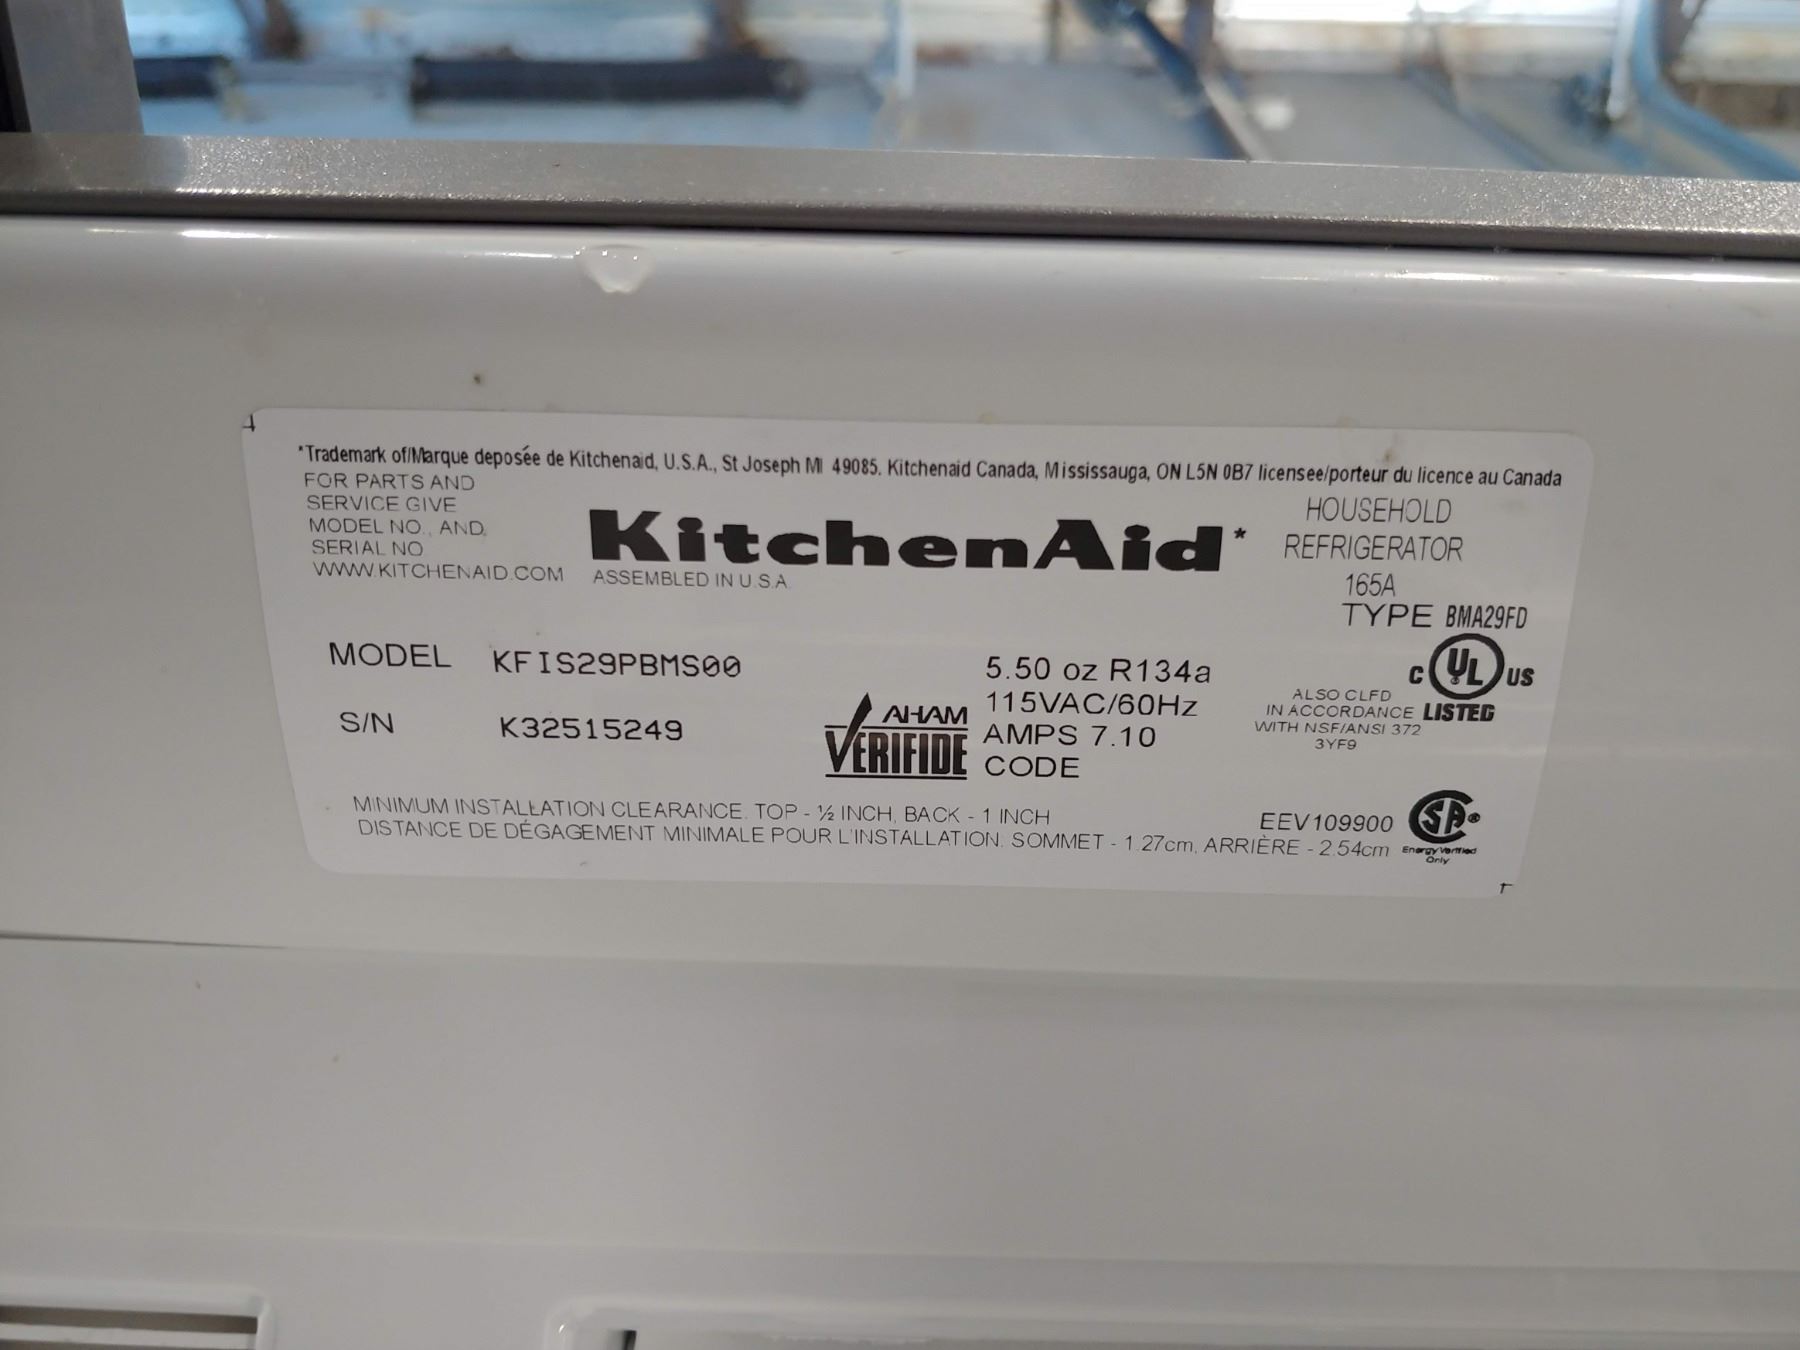 *Trademark of/Marque deposée de Kitchenaid, U.S.A., St Joseph MI 49085. Kitchenaid Canada, Mississauga, ON L5N 0B7 licensee/porteur du licence au Canada
FOR PARTS AND
SERVICE GIVE
MODEL NO., AND,
SERIAL NO
WWW.KITCHENAID.COM
KitchenAid*
ASSEMBLED IN U.S.A.
HOUSEHOLD
REFRIGERATOR
165A
TYPE BMA29FD
MODEL KFIS29PBMS00
S/N K32515249
AHAM
VERIFIDE
5.50 oz R134a
115VAC/60Hz
AMPS 7.10
CODE
C UL US
LISTED
ALSO CLFD
IN ACCORDANCE
WITH NSF/ANSI 372
3YF9
MINIMUM INSTALLATION CLEARANCE. TOP - ½ INCH, BACK - 1 INCH
DISTANCE DE DÉGAGEMENT MINIMALE POUR L'INSTALLATION: SOMMET - 1.27cm, ARRIÈRE - 2.54cm
EEV109900
SA®
Energy Verified
Only